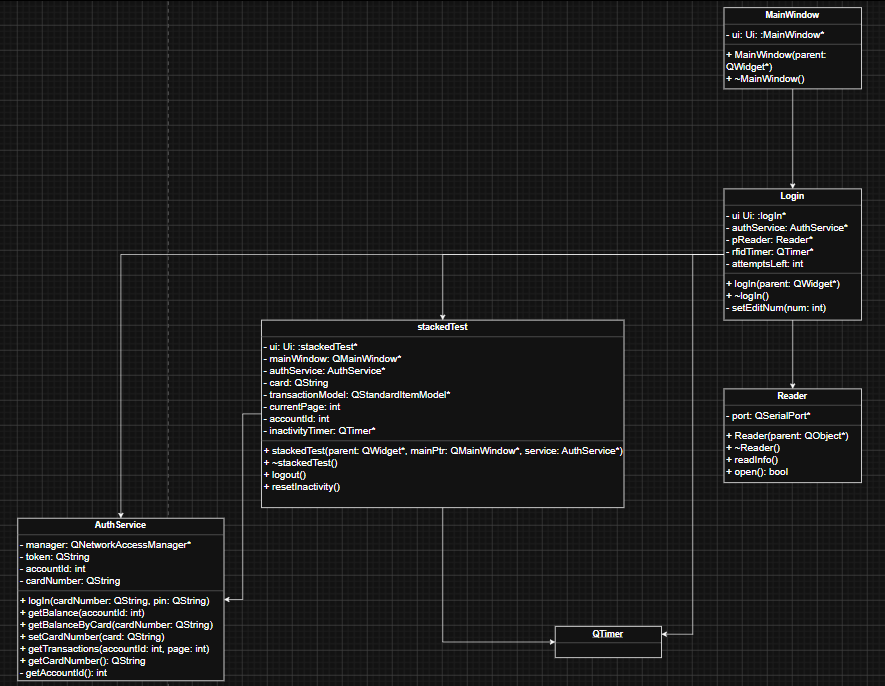 MainWindow
- ui: Ui: :MainWindow*
+ MainWindow(parent:
QWidget*)
+ ~MainWindow()
Login
- ui Ui: :logIn*
- authService: AuthService*
- pReader: Reader*
- rfidTimer: QTimer*
- attemptsLeft: int
+ logIn(parent: QWidget*)
+ ~logIn()
- setEditNum(num: int)
stackedTest
- ui: Ui: :stackedTest*
- mainWindow: QMainWindow*
- authService: AuthService*
- card: QString
- transactionModel: QStandardItemModel*
- currentPage: int
- accountId: int
- inactivityTimer: QTimer*
+ stackedTest(parent: QWidget*, mainPtr: QMainWindow*, service: AuthService*)
+ ~stackedTest()
+ logout()
+ resetInactivity()
Reader
- port: QSerialPort*
+ Reader(parent: QObject*)
+ ~Reader()
+ readInfo()
+ open(): bool
AuthService
- manager: QNetworkAccessManager*
- token: QString
- accountId: int
- cardNumber: QString
+ logIn(cardNumber: QString, pin: QString)
+ getBalance(accountId: int)
+ getBalanceByCard(cardNumber: QString)
+ setCardNumber(card: QString)
+ getTransactions(accountId: int, page: int)
+ getCardNumber(): QString
- getAccountId(): int
QTimer